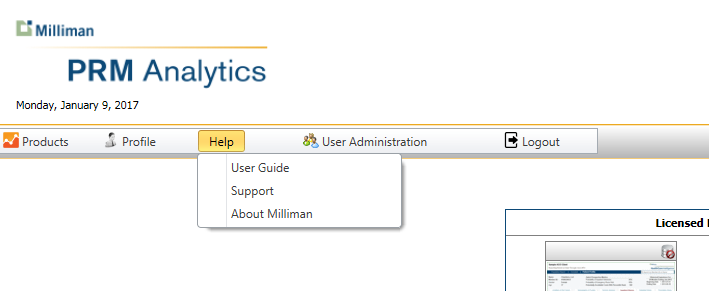 Milliman
PRM Analytics
Monday, January 9, 2017
Products Profile Help User Administration Logout
User Guide
Support
About Milliman
Licensed